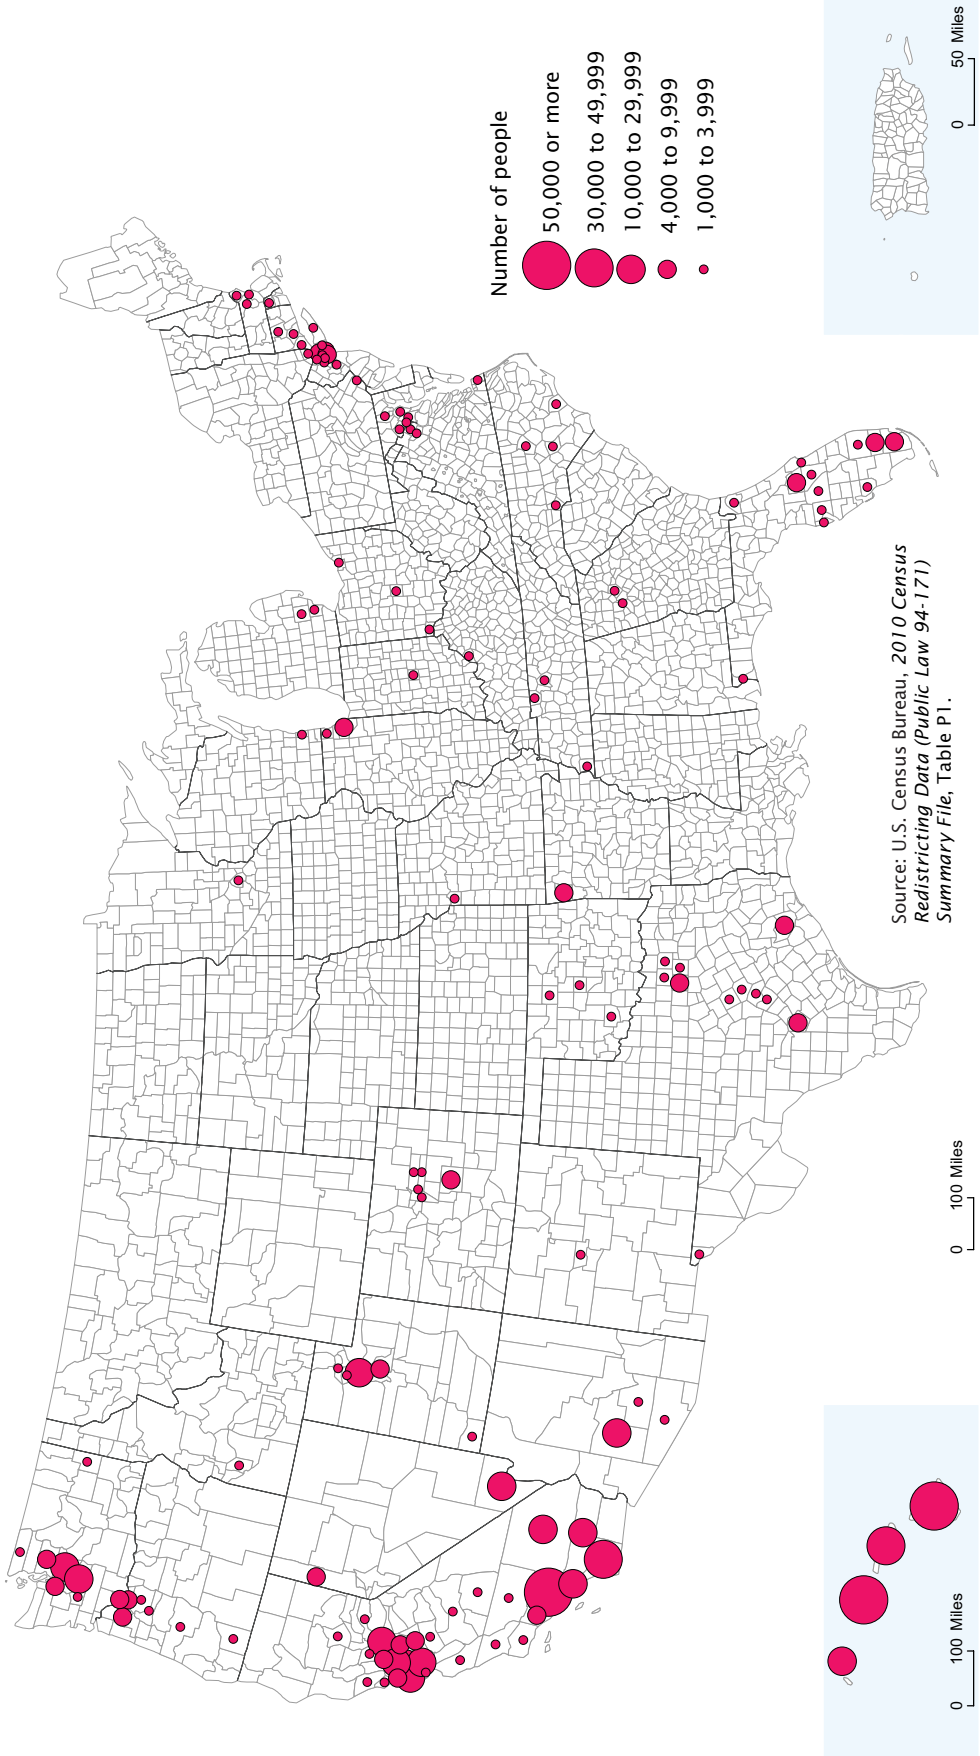 Number of people
50,000 or more
30,000 to 49,999
10,000 to 29,999
4,000 to 9,999
1,000 to 3,999
Source: U.S. Census Bureau, 2010 Census
Redistricting Data (Public Law 94-171)
Summary File, Table P1.
0 100 Miles
0 100 Miles
0 50 Miles